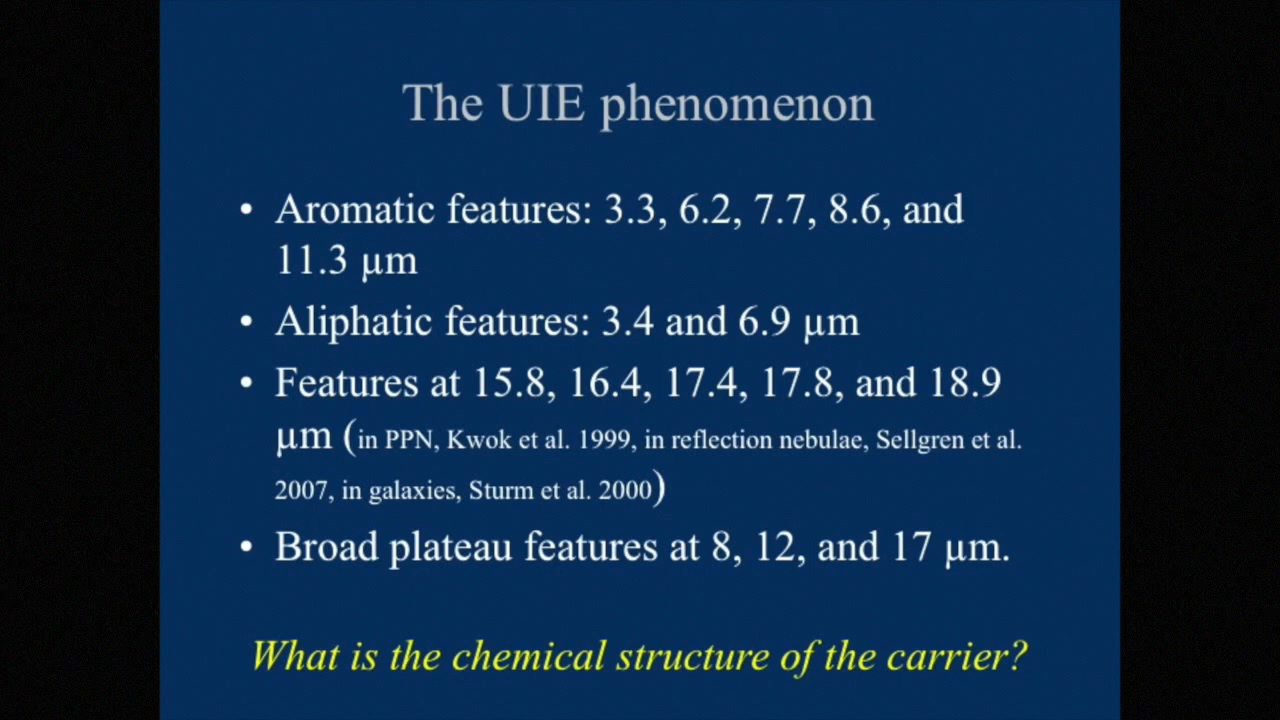 The UIE phenomenon
• Aromatic features: 3.3, 6.2, 7.7, 8.6, and
11.3 µm
• Aliphatic features: 3.4 and 6.9 µm
• Features at 15.8, 16.4, 17.4, 17.8, and 18.9
µm (in PPN, Kwok et al. 1999, in reflection nebulae, Sellgren et al.
2007, in galaxies, Sturm et al. 2000)
• Broad plateau features at 8, 12, and 17 µm.
What is the chemical structure of the carrier?